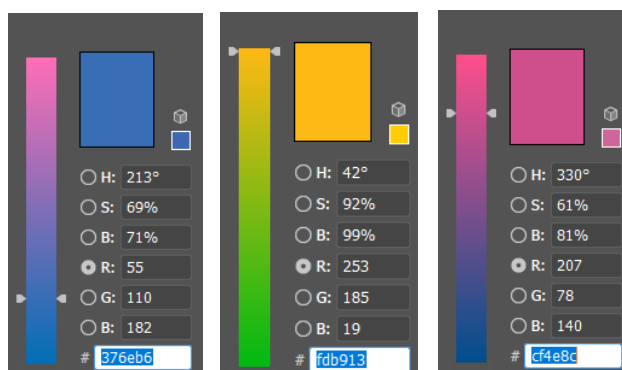 H: 213°
S: 69%
B: 71%
R: 55
G: 110
B: 182
# 376eb6
H: 42°
S: 92%
B: 99%
R: 253
G: 185
B: 19
# fdb913
H: 330°
S: 61%
B: 81%
R: 207
G: 78
B: 140
# cf4e8c